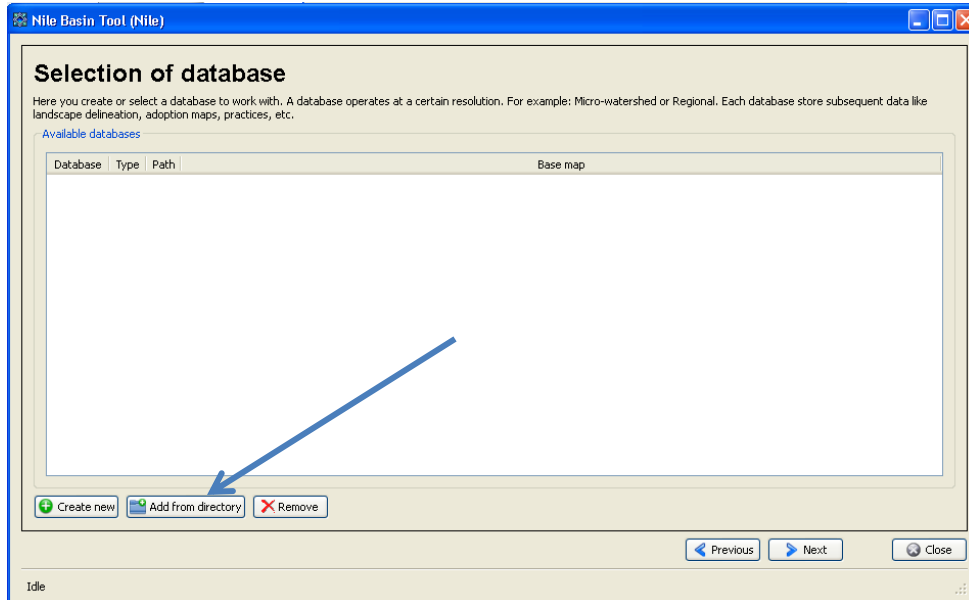 Nile Basin Tool (Nile)
Selection of database
Here you create or select a database to work with. A database operates at a certain resolution. For example: Micro-watershed or Regional. Each database store subsequent data like
landscape delineation, adoption maps, practices, etc.
Available databases
Database Type Path Base map
Create new Add from directory Remove
Previous Next Close
Idle